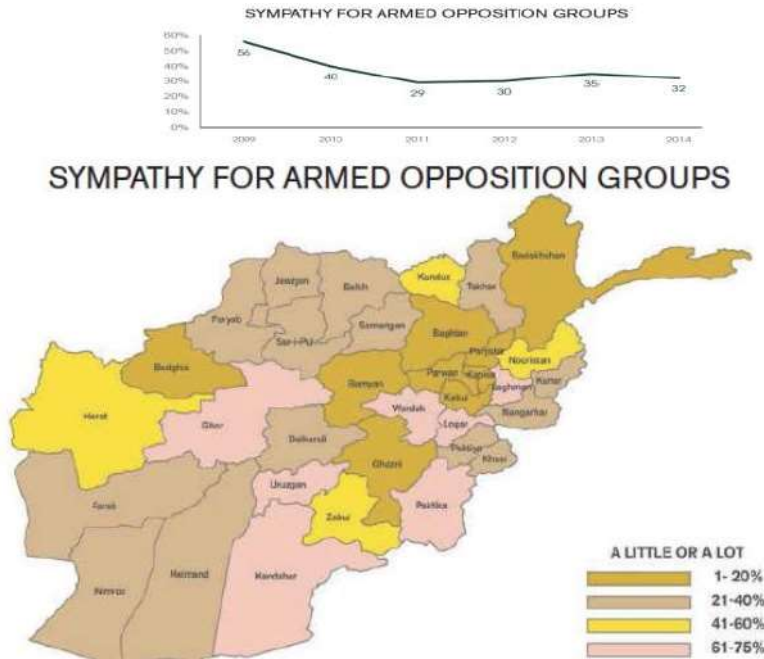 SYMPATHY FOR ARMED OPPOSITION GROUPS
60%
50%
40%
30%
20%
10%
0%
56
40
29
30
35
32
2009
2010
2011
2012
2013
2014
SYMPATHY FOR ARMED OPPOSITION GROUPS
Badakhshan
Kunduz
Takhar
Jawzjan
Balkh
Faryab
Samangan
Baghlan
Sar-i-Pul
Panjshir
Nooristan
Badghis
Parwan
Kapisa
Laghman
Kunar
Bamyan
Kabul
Nangarhar
Herat
Ghor
Wardak
Logar
Daikundi
Paktya
Khost
Ghazni
Farah
Uruzgan
Paktika
Zabul
Nimroz
Helmand
Kandahar
A LITTLE OR A LOT
1- 20%
21-40%
41-60%
61-75%